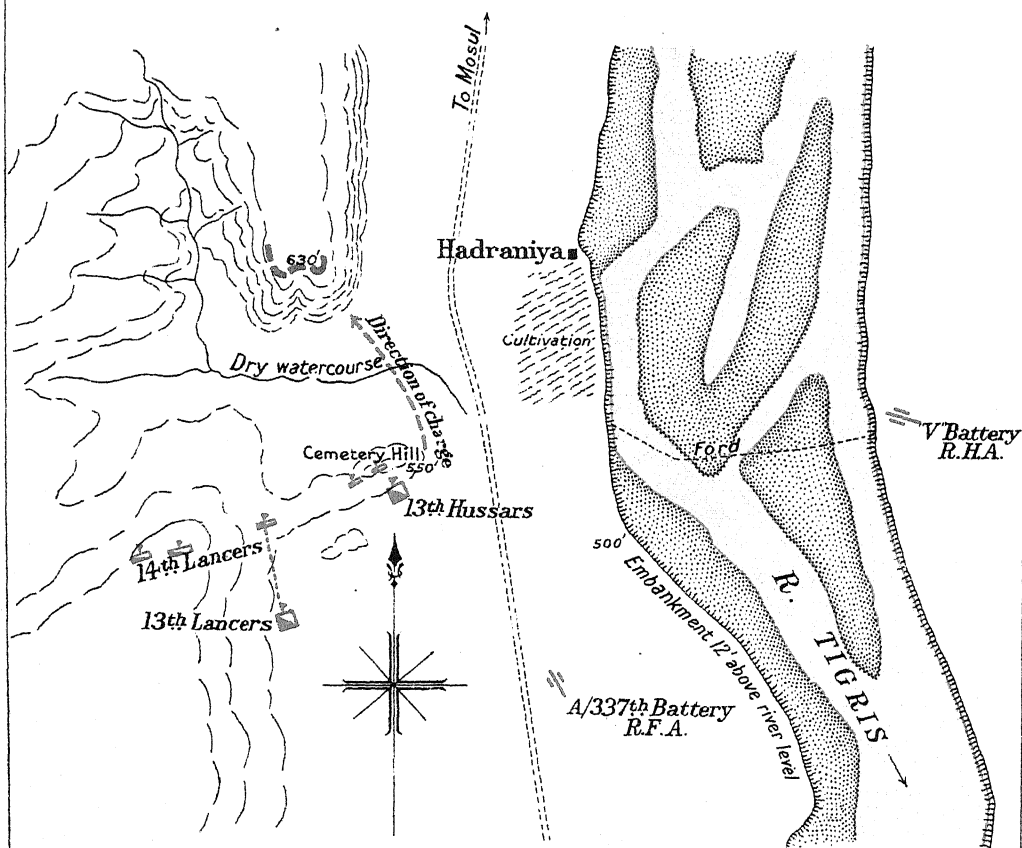 To Mosul
Hadraniya
630'
Cultivation
Dry watercourse
Direction of charge
Ford
V" Battery
R.H.A.
Cemetery Hill
550'
13th Hussars
14th Lancers
500'
13th Lancers
Embankment 12' above river level
R. TIGRIS
A/337th Battery
R.F.A.